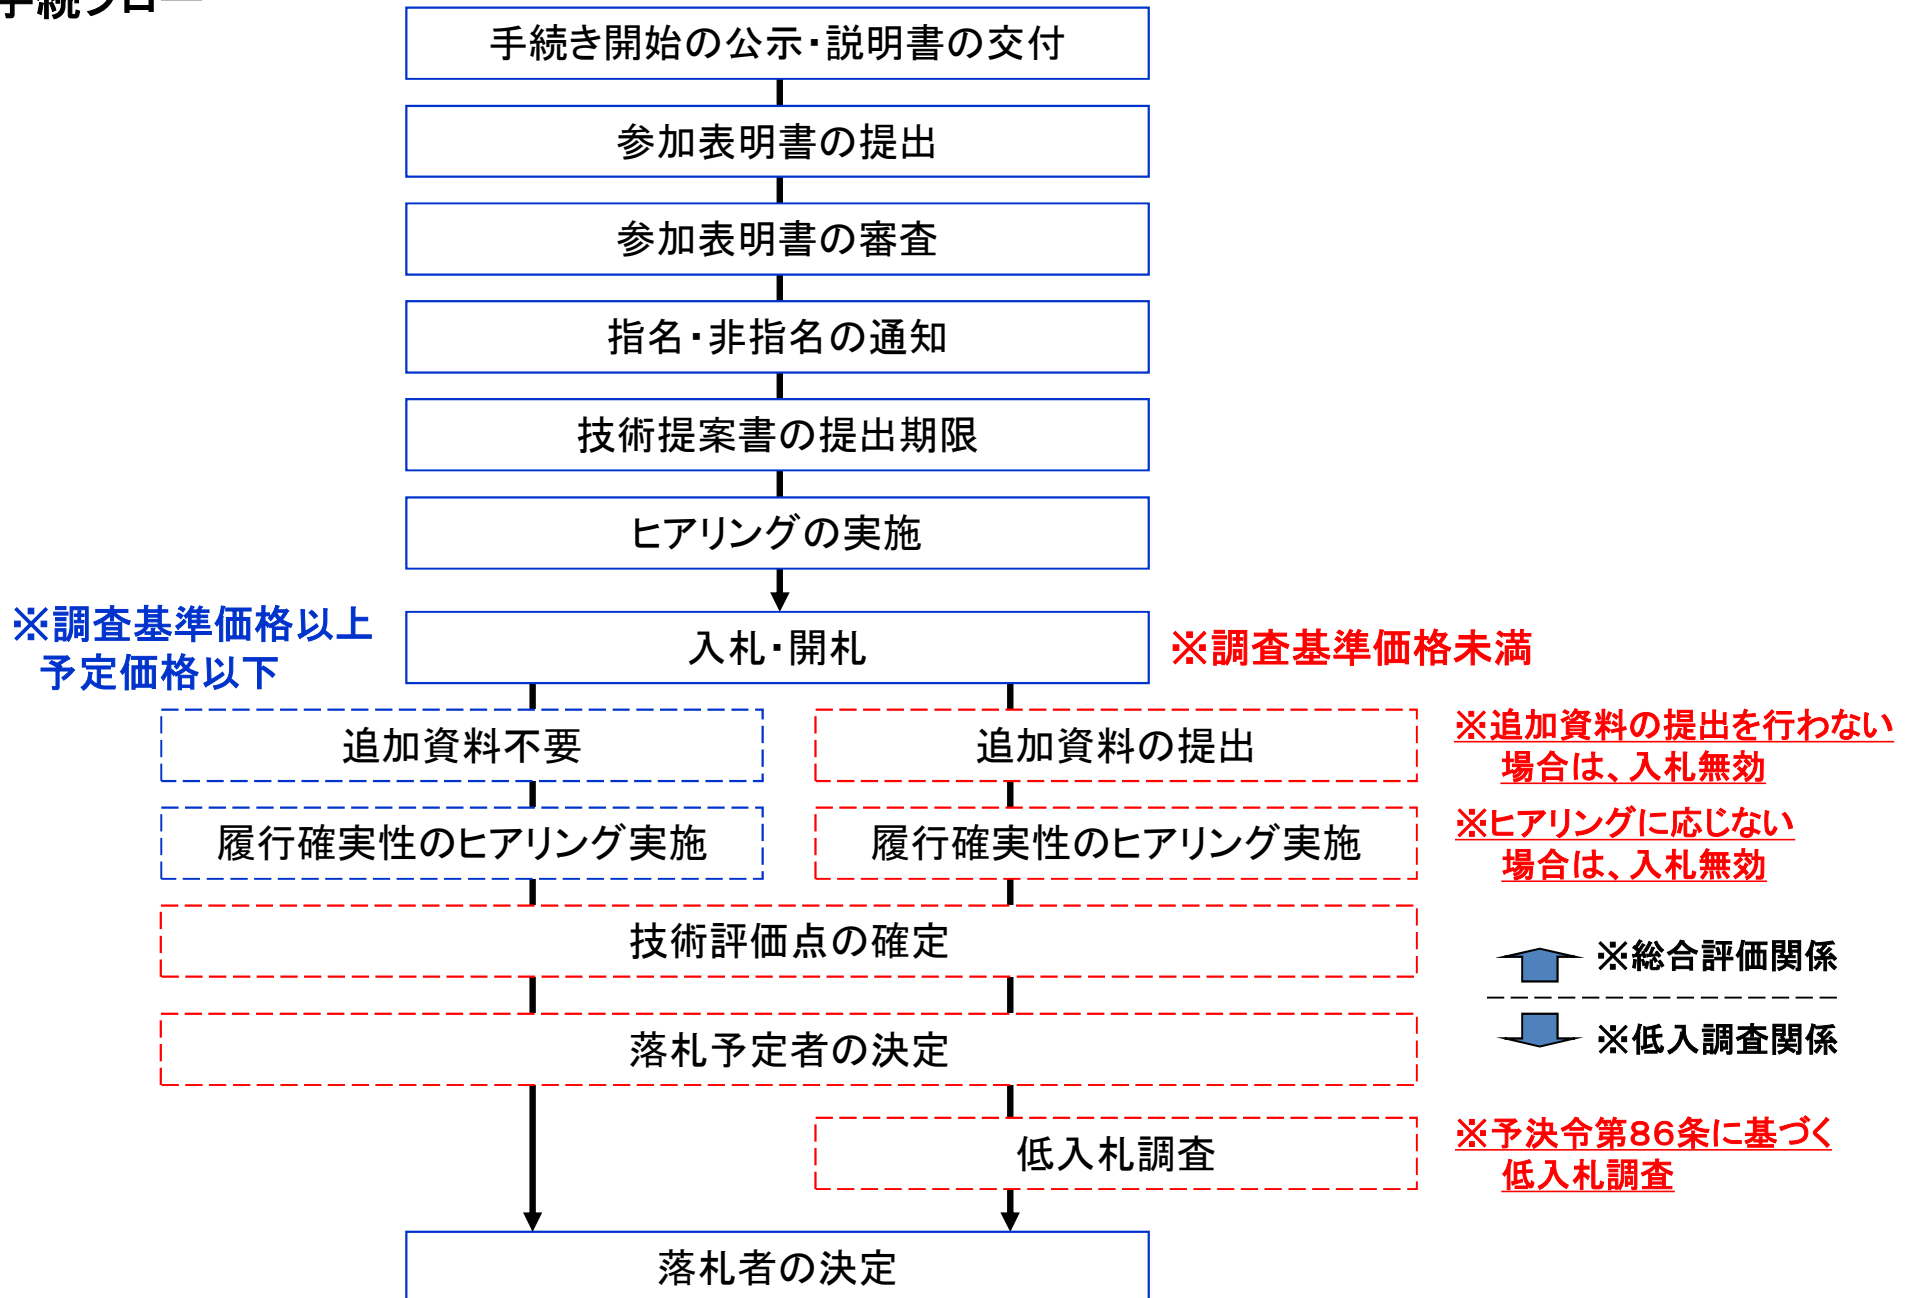 手続フロー
手続き開始の公示・説明書の交付
参加表明書の提出
参加表明書の審査
指名・非指名の通知
技術提案書の提出期限
ヒアリングの実施
※調査基準価格以上
予定価格以下
入札・開札
※調査基準価格未満
追加資料不要
追加資料の提出
※追加資料の提出を行わない
場合は、入札無効
履行確実性のヒアリング実施
履行確実性のヒアリング実施
※ヒアリングに応じない
場合は、入札無効
技術評価点の確定
※総合評価関係
落札予定者の決定
※低入調査関係
低入札調査
※予決令第86条に基づく
低入札調査
落札者の決定